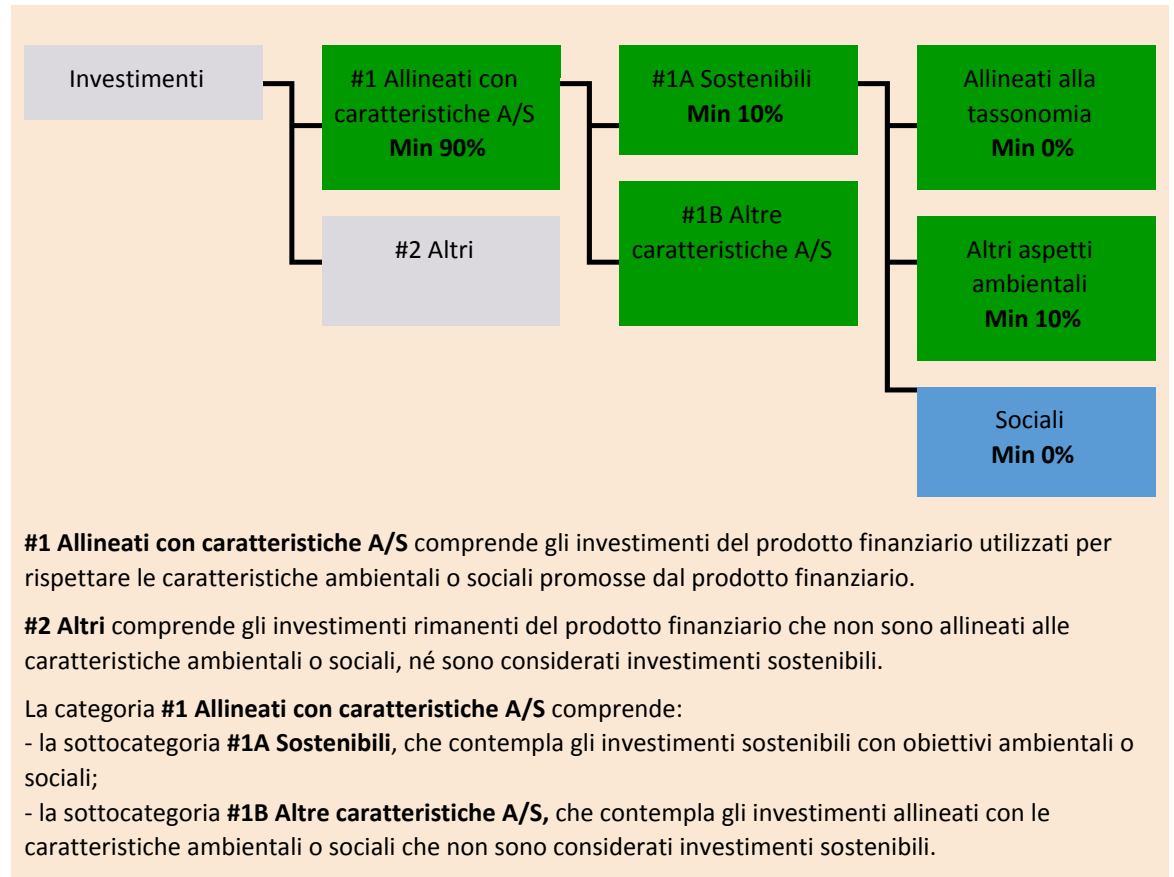 Investimenti
#1 Allineati con
caratteristiche A/S
Min 90%
#2 Altri
#1A Sostenibili
Min 10%
#1B Altre
caratteristiche A/S
Allineati alla
tassonomia
Min 0%
Altri aspetti
ambientali
Min 10%
Sociali
Min 0%
#1 Allineati con caratteristiche A/S comprende gli investimenti del prodotto finanziario utilizzati per
rispettare le caratteristiche ambientali o sociali promosse dal prodotto finanziario.
#2 Altri comprende gli investimenti rimanenti del prodotto finanziario che non sono allineati alle
caratteristiche ambientali o sociali, né sono considerati investimenti sostenibili.
La categoria #1 Allineati con caratteristiche A/S comprende:
- la sottocategoria #1A Sostenibili, che contempla gli investimenti sostenibili con obiettivi ambientali o
sociali;
- la sottocategoria #1B Altre caratteristiche A/S, che contempla gli investimenti allineati con le
caratteristiche ambientali o sociali che non sono considerati investimenti sostenibili.